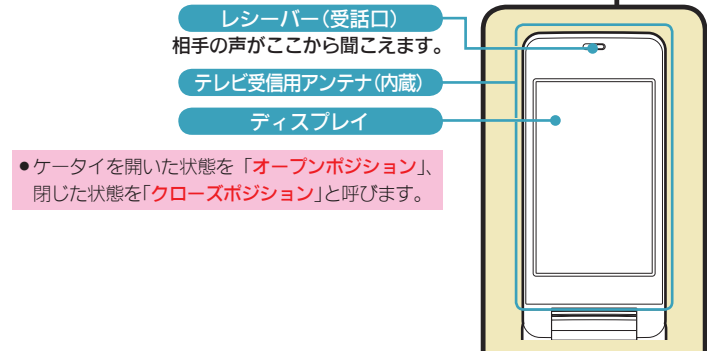 レシーバー（受話口）
相手の声がここから聞こえます。
テレビ受信用アンテナ（内蔵）
ディスプレイ
●ケータイを開いた状態を「オープンポジション」、
閉じた状態を「クローズポジション」と呼びます。